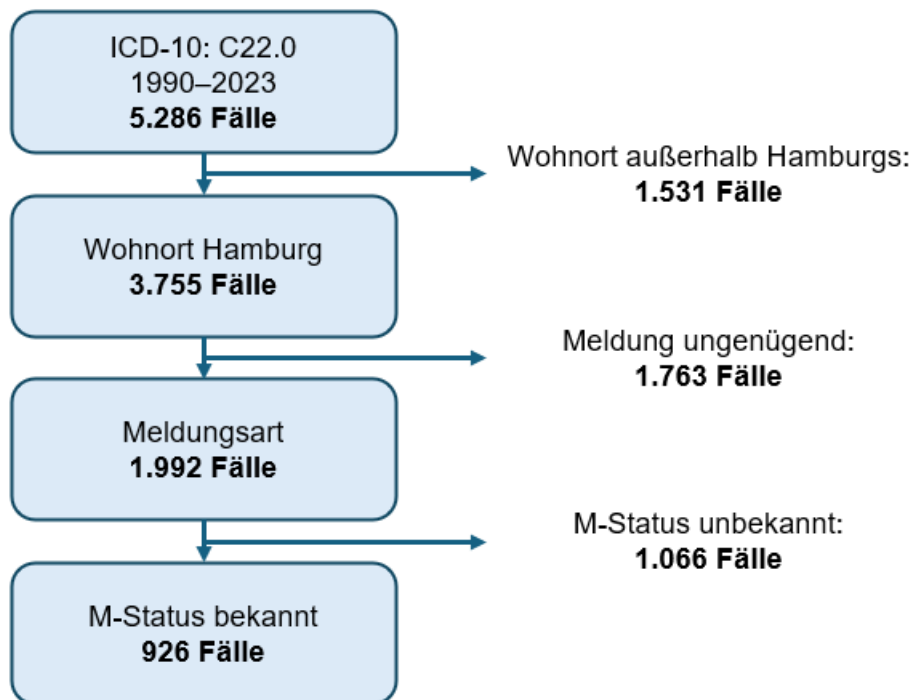 ICD-10: C22.0
1990–2023
5.286 Fälle
Wohnort außerhalb Hamburgs:
1.531 Fälle
Wohnort Hamburg
3.755 Fälle
Meldung ungenügend:
1.763 Fälle
Meldungsart
1.992 Fälle
M-Status unbekannt:
1.066 Fälle
M-Status bekannt
926 Fälle